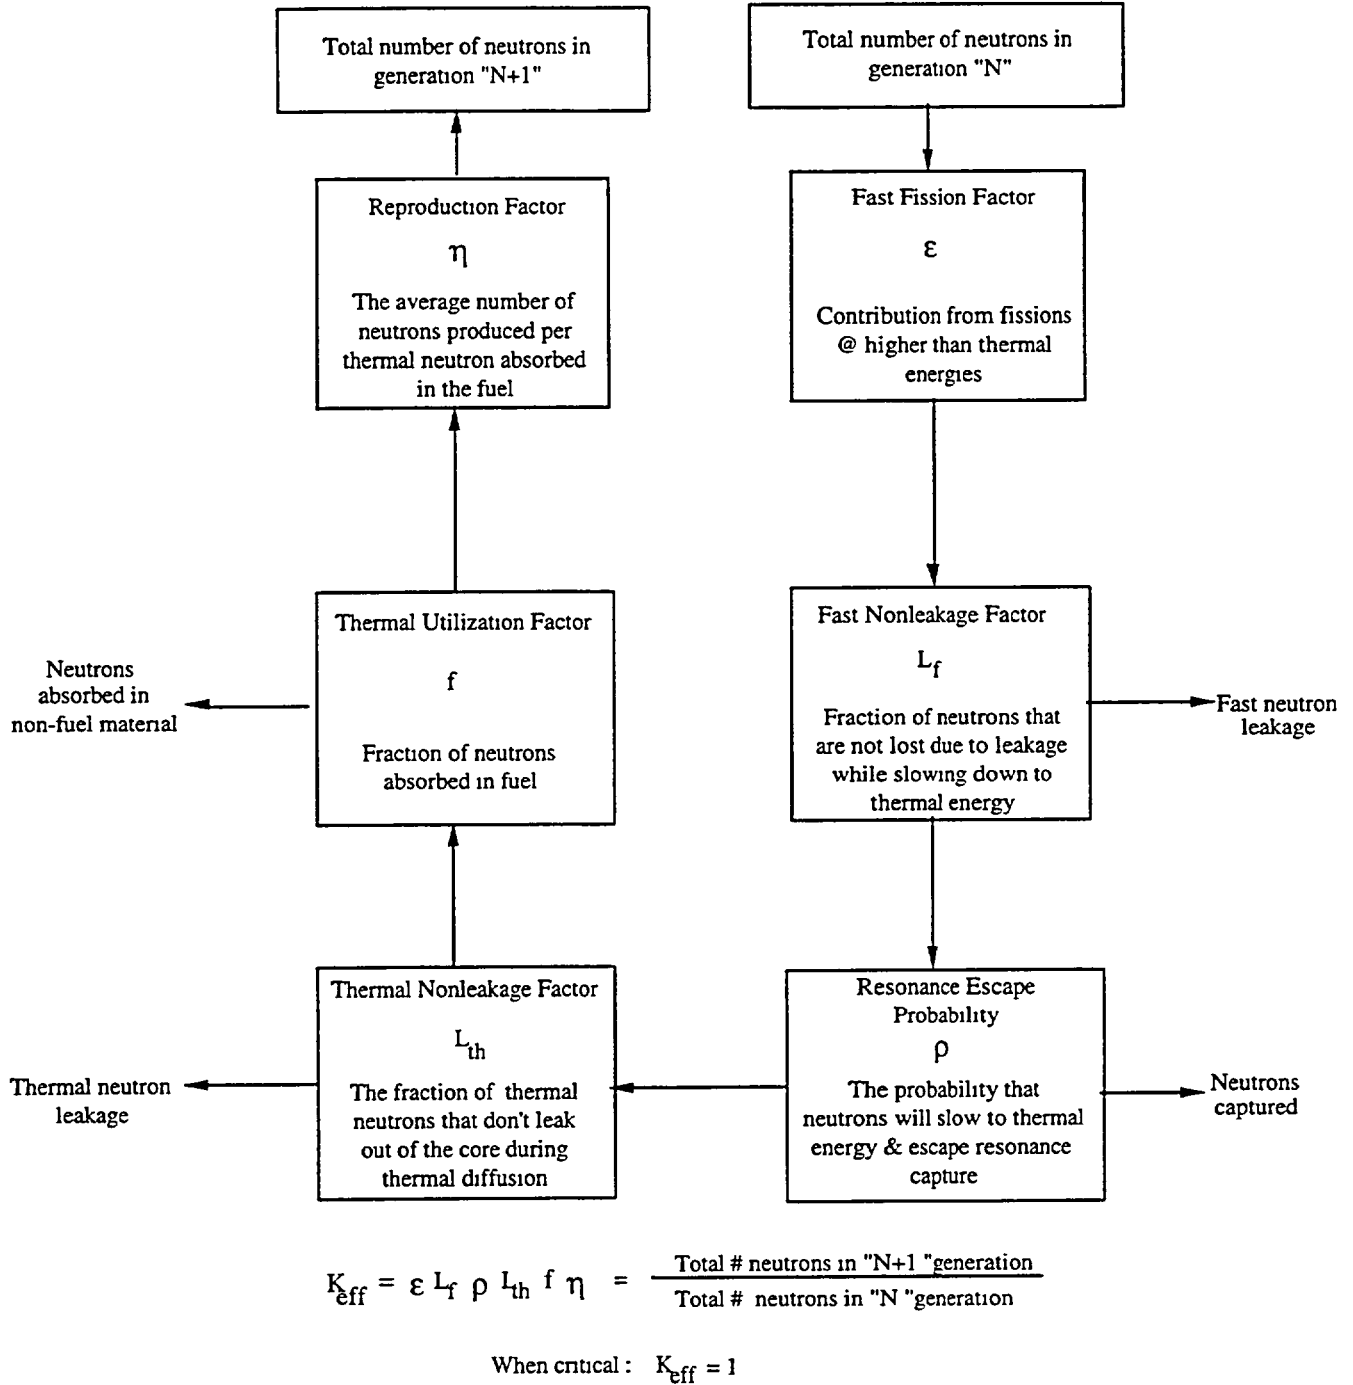 Total number of neutrons in
generation "N+1"
Total number of neutrons in
generation "N"
Reproduction Factor
η
The average number of
neutrons produced per
thermal neutron absorbed
in the fuel
Fast Fission Factor
ε
Contribution from fissions
@ higher than thermal
energies
Thermal Utilization Factor
f
Fraction of neutrons
absorbed in fuel
Neutrons
absorbed in
non-fuel material
Fast Nonleakage Factor
L_f
Fraction of neutrons that
are not lost due to leakage
while slowing down to
thermal energy
Fast neutron
leakage
Thermal Nonleakage Factor
L_th
The fraction of thermal
neutrons that don't leak
out of the core during
thermal diffusion
Thermal neutron
leakage
Resonance Escape
Probability
ρ
The probability that
neutrons will slow to thermal
energy & escape resonance
capture
Neutrons
captured
K_eff = ε L_f ρ L_th f η = Total # neutrons in "N+1 "generation
Total # neutrons in "N "generation
When critical : K_eff = 1